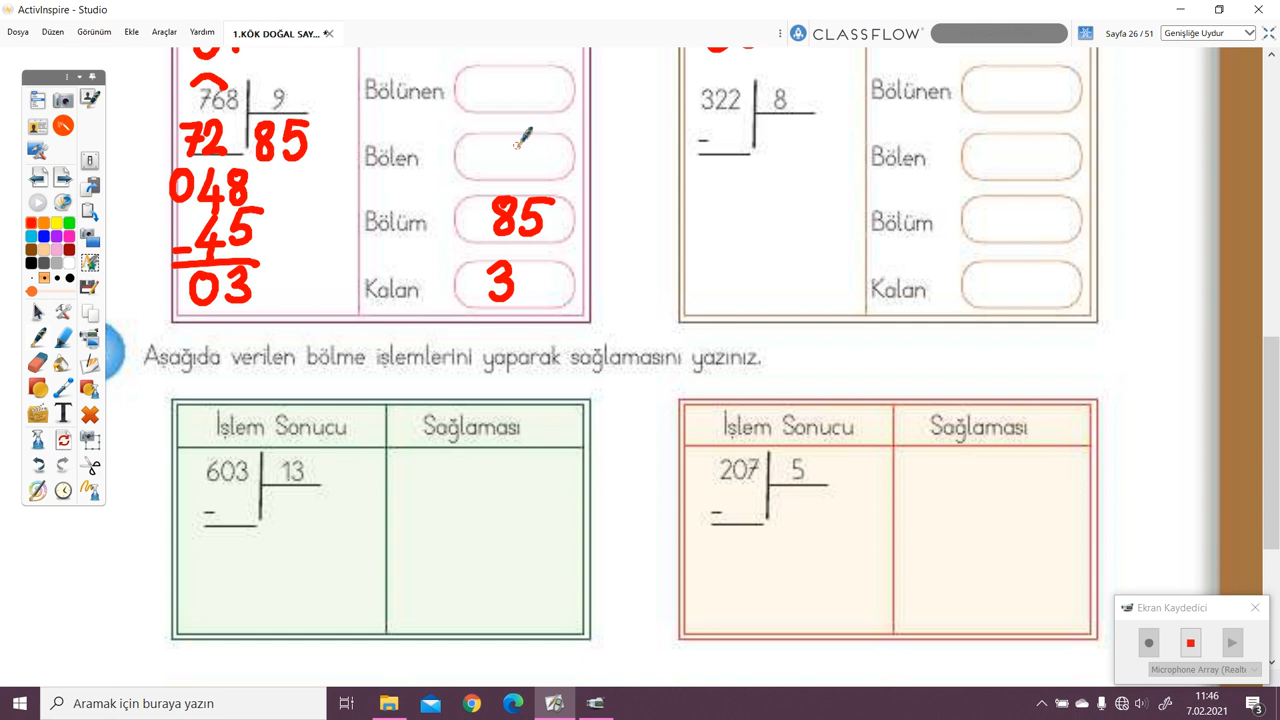 ActivInspire - Studio
Dosya Düzen Görünüm Ekle Araçlar Yardım
1.KÖK DOĞAL SAY...*
CLASSFLOW
Sayfa 26 / 51
Genişliğe Uydur
768 9
72 85
048
-45
03
Bölünen
Bölen
Bölüm 85
Kalan 3
322 8
-
Bölünen
Bölen
Bölüm
Kalan
Aşağıda verilen bölme işlemlerini yaparak sağlamasını yazınız.
İşlem Sonucu Sağlaması
603 13
-
İşlem Sonucu Sağlaması
207 5
-
Ekran Kaydedici
Microphone Array (Realte
Aramak için buraya yazın
11:46
7.02.2021
3